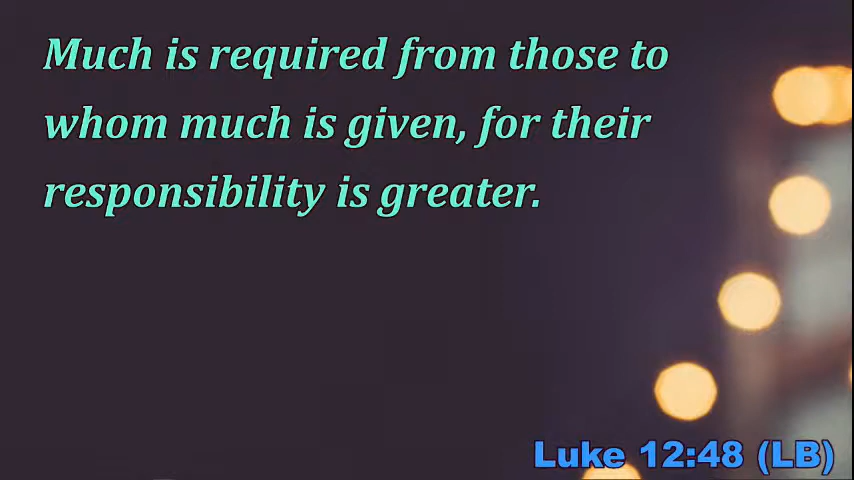 Much is required from those to
whom much is given, for their
responsibility is greater.
Luke 12:48 (LB)